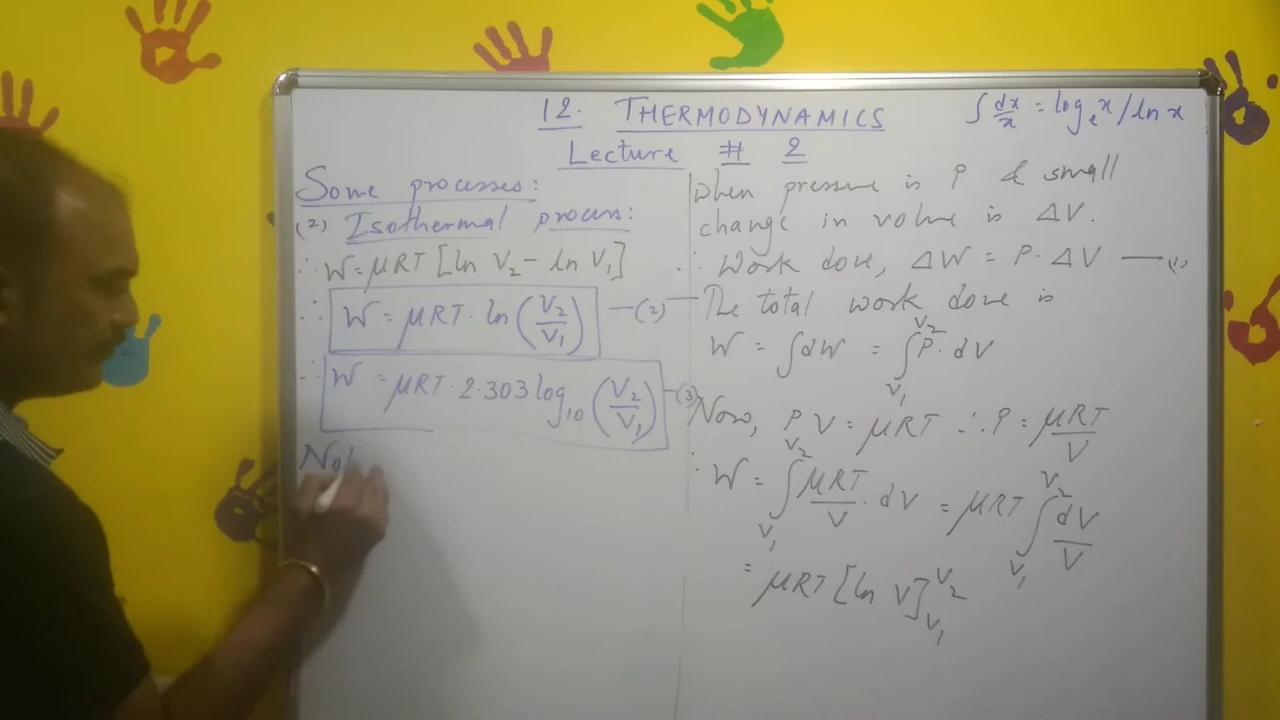 12. THERMODYNAMICS
∫ dx/x = logₑx / ln x
Lecture # 2
Some processes:
(2) Isothermal process:
∴ W = μRT [ln V₂ - ln V₁]
∴ W = μRT · ln (V₂/V₁) —(2)
∴ W = μRT · 2.303 log₁₀ (V₂/V₁) —(3)
When pressure is P & small
change in volume is ΔV.
∴ Work done, ΔW = P · ΔV —(1)
The total work done is
W = ∫dW = ∫_{V₁}^{V₂} P · dV
Now, PV = μRT ∴ P = μRT/V
∴ W = ∫_{V₁}^{V₂} μRT/V · dV = μRT ∫_{V₁}^{V₂} dV/V
= μRT [ln V]_{V₁}^{V₂}